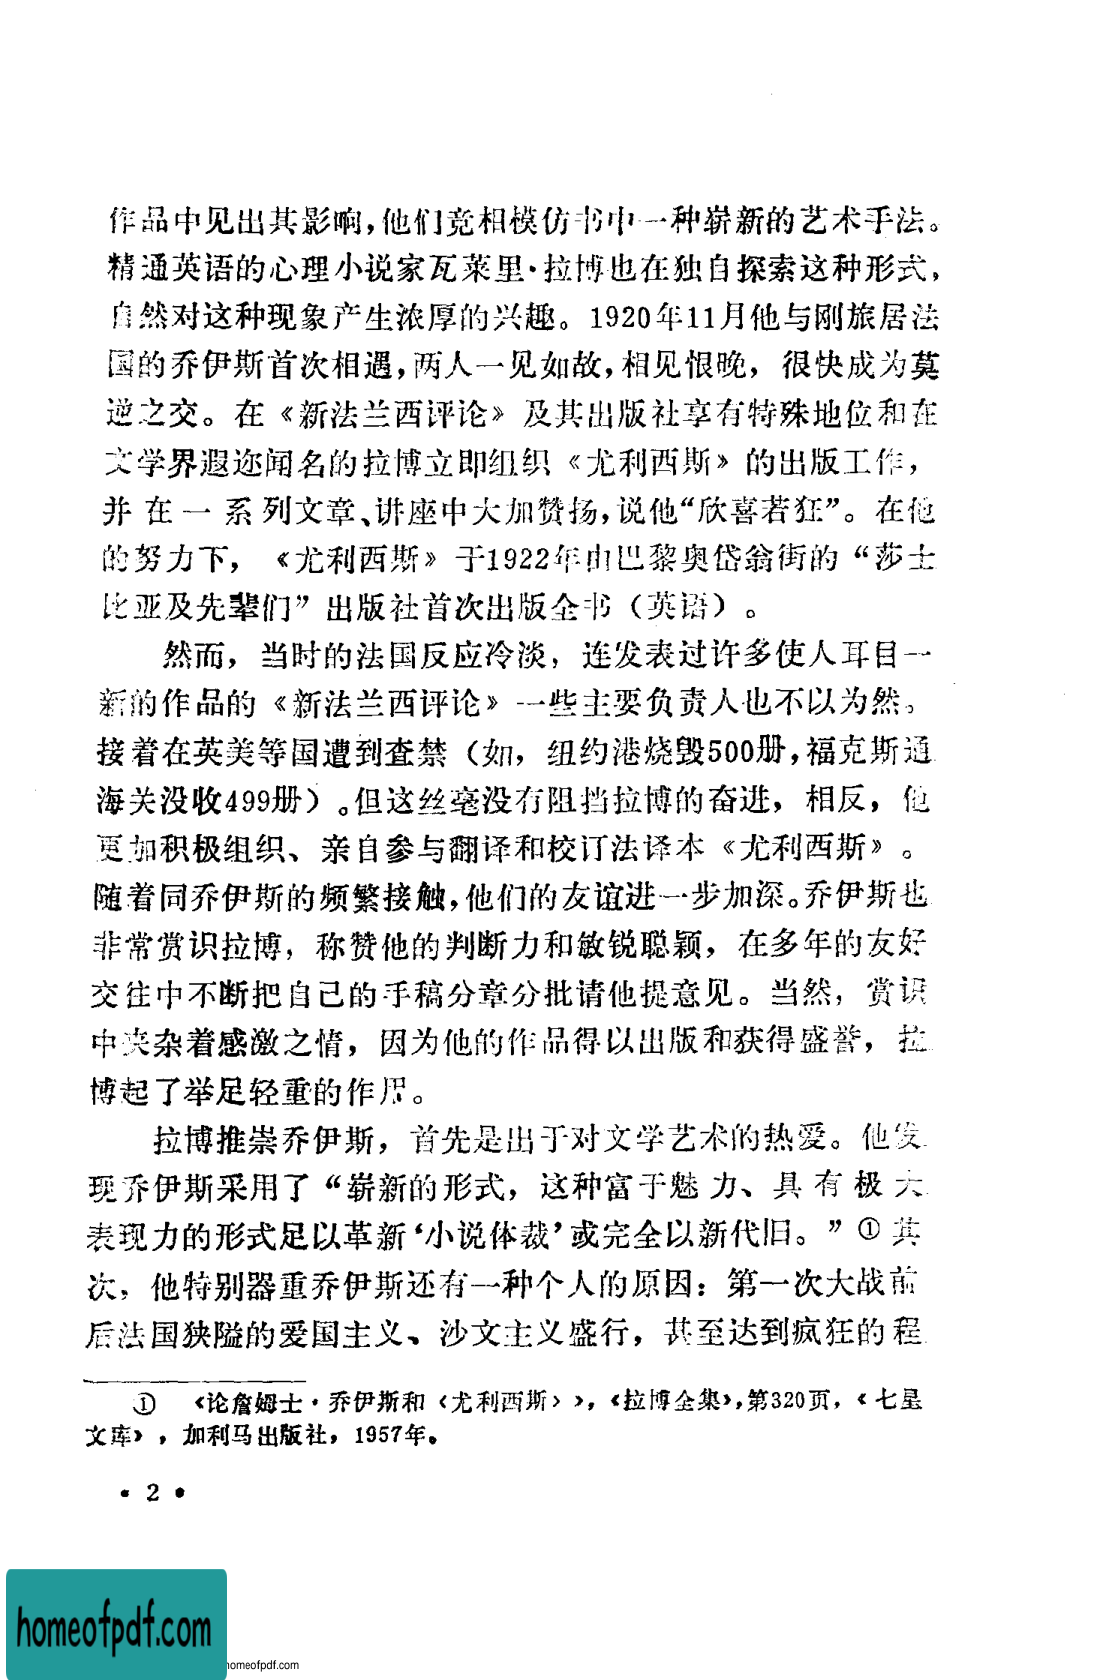 作品中见出其影响，他们竞相模仿书中一种崭新的艺术手法。
精通英语的心理小说家瓦莱里·拉博也在独自探索这种形式，
自然对这种现象产生浓厚的兴趣。1920年11月他与刚旅居法
国的乔伊斯首次相遇，两人一见如故，相见恨晚，很快成为莫
逆之交。在《新法兰西评论》及其出版社享有特殊地位和在
文学界遐迩闻名的拉博立即组织《尤利西斯》的出版工作，
并在一系列文章、讲座中大加赞扬，说他“欣喜若狂”。在他
的努力下，《尤利西斯》于1922年由巴黎奥岱翁街的“莎士
比亚及先辈们”出版社首次出版全书（英语）。
然而，当时的法国反应冷淡，连发表过许多使人耳目一
新的作品的《新法兰西评论》一些主要负责人也不以为然。
接着在英美等国遭到查禁（如，纽约港烧毁500册，福克斯通
海关没收499册）。但这丝毫没有阻挡拉博的奋进，相反，他
更加积极组织、亲自参与翻译和校订法译本《尤利西斯》。
随着同乔伊斯的频繁接触，他们的友谊进一步加深。乔伊斯也
非常赏识拉博，称赞他的判断力和敏锐聪颖，在多年的友好
交往中不断把自己的手稿分章分批请他提意见。当然，赏识
中夹杂着感激之情，因为他的作品得以出版和获得盛誉，拉
博起了举足轻重的作用。
拉博推崇乔伊斯，首先是出于对文学艺术的热爱。他发
现乔伊斯采用了“崭新的形式，这种富于魅力、具有极大
表现力的形式足以革新‘小说体裁’或完全以新代旧。”①其
次，他特别器重乔伊斯还有一种个人的原因：第一次大战前
后法国狭隘的爱国主义、沙文主义盛行，甚至达到疯狂的程
① 《论詹姆士·乔伊斯和〈尤利西斯〉》，《拉博全集》，第320页，《七星
文库》，加利马出版社，1957年。
• 2 •
homeofpdf.com
homeofpdf.com